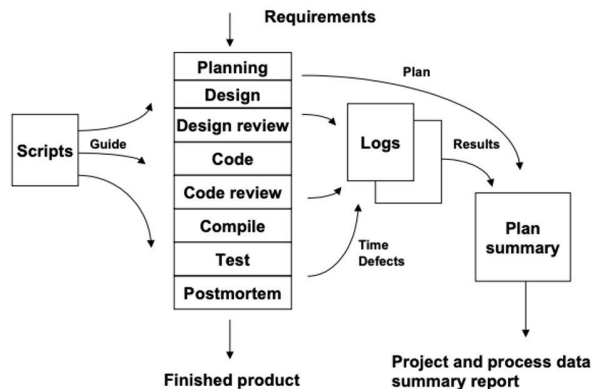 Requirements
Planning
Design
Design review
Code
Code review
Compile
Test
Postmortem
Scripts
Guide
Plan
Logs
Results
Time
Defects
Plan
summary
Finished product
Project and process data
summary report